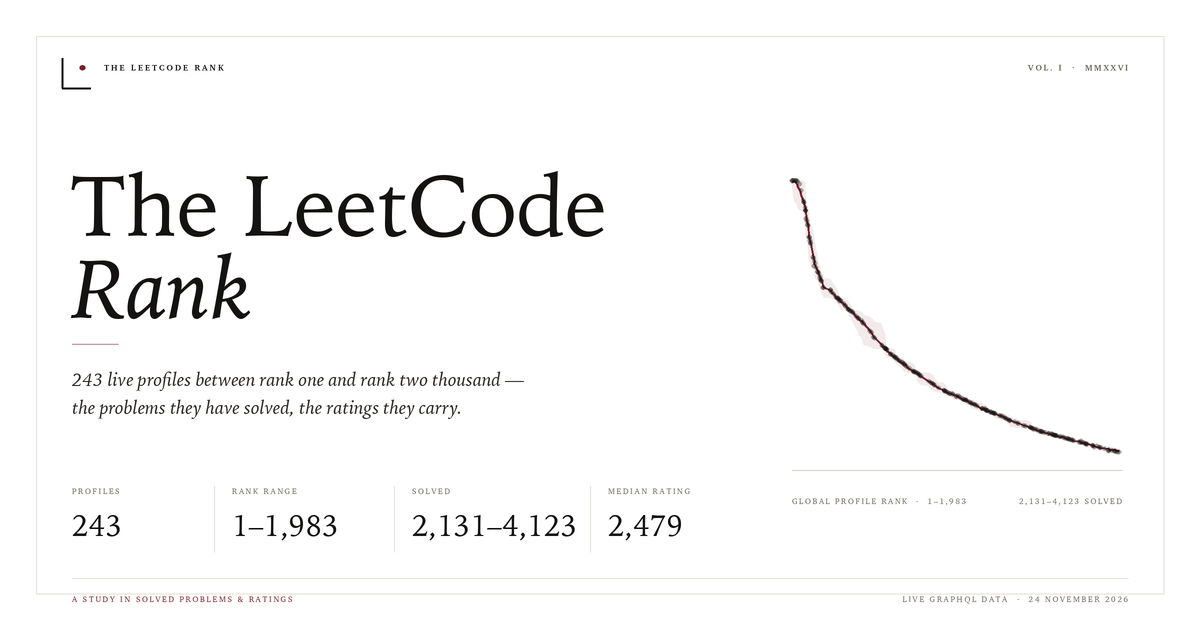 THE LEETCODE RANK
VOL. I · MMXXVI
The LeetCode
Rank
243 live profiles between rank one and rank two thousand —
the problems they have solved, the ratings they carry.
PROFILES
243
RANK RANGE
1–1,983
SOLVED
2,131–4,123
MEDIAN RATING
2,479
GLOBAL PROFILE RANK · 1–1,983
2,131–4,123 SOLVED
A STUDY IN SOLVED PROBLEMS & RATINGS
LIVE GRAPHQL DATA · 24 NOVEMBER 2026